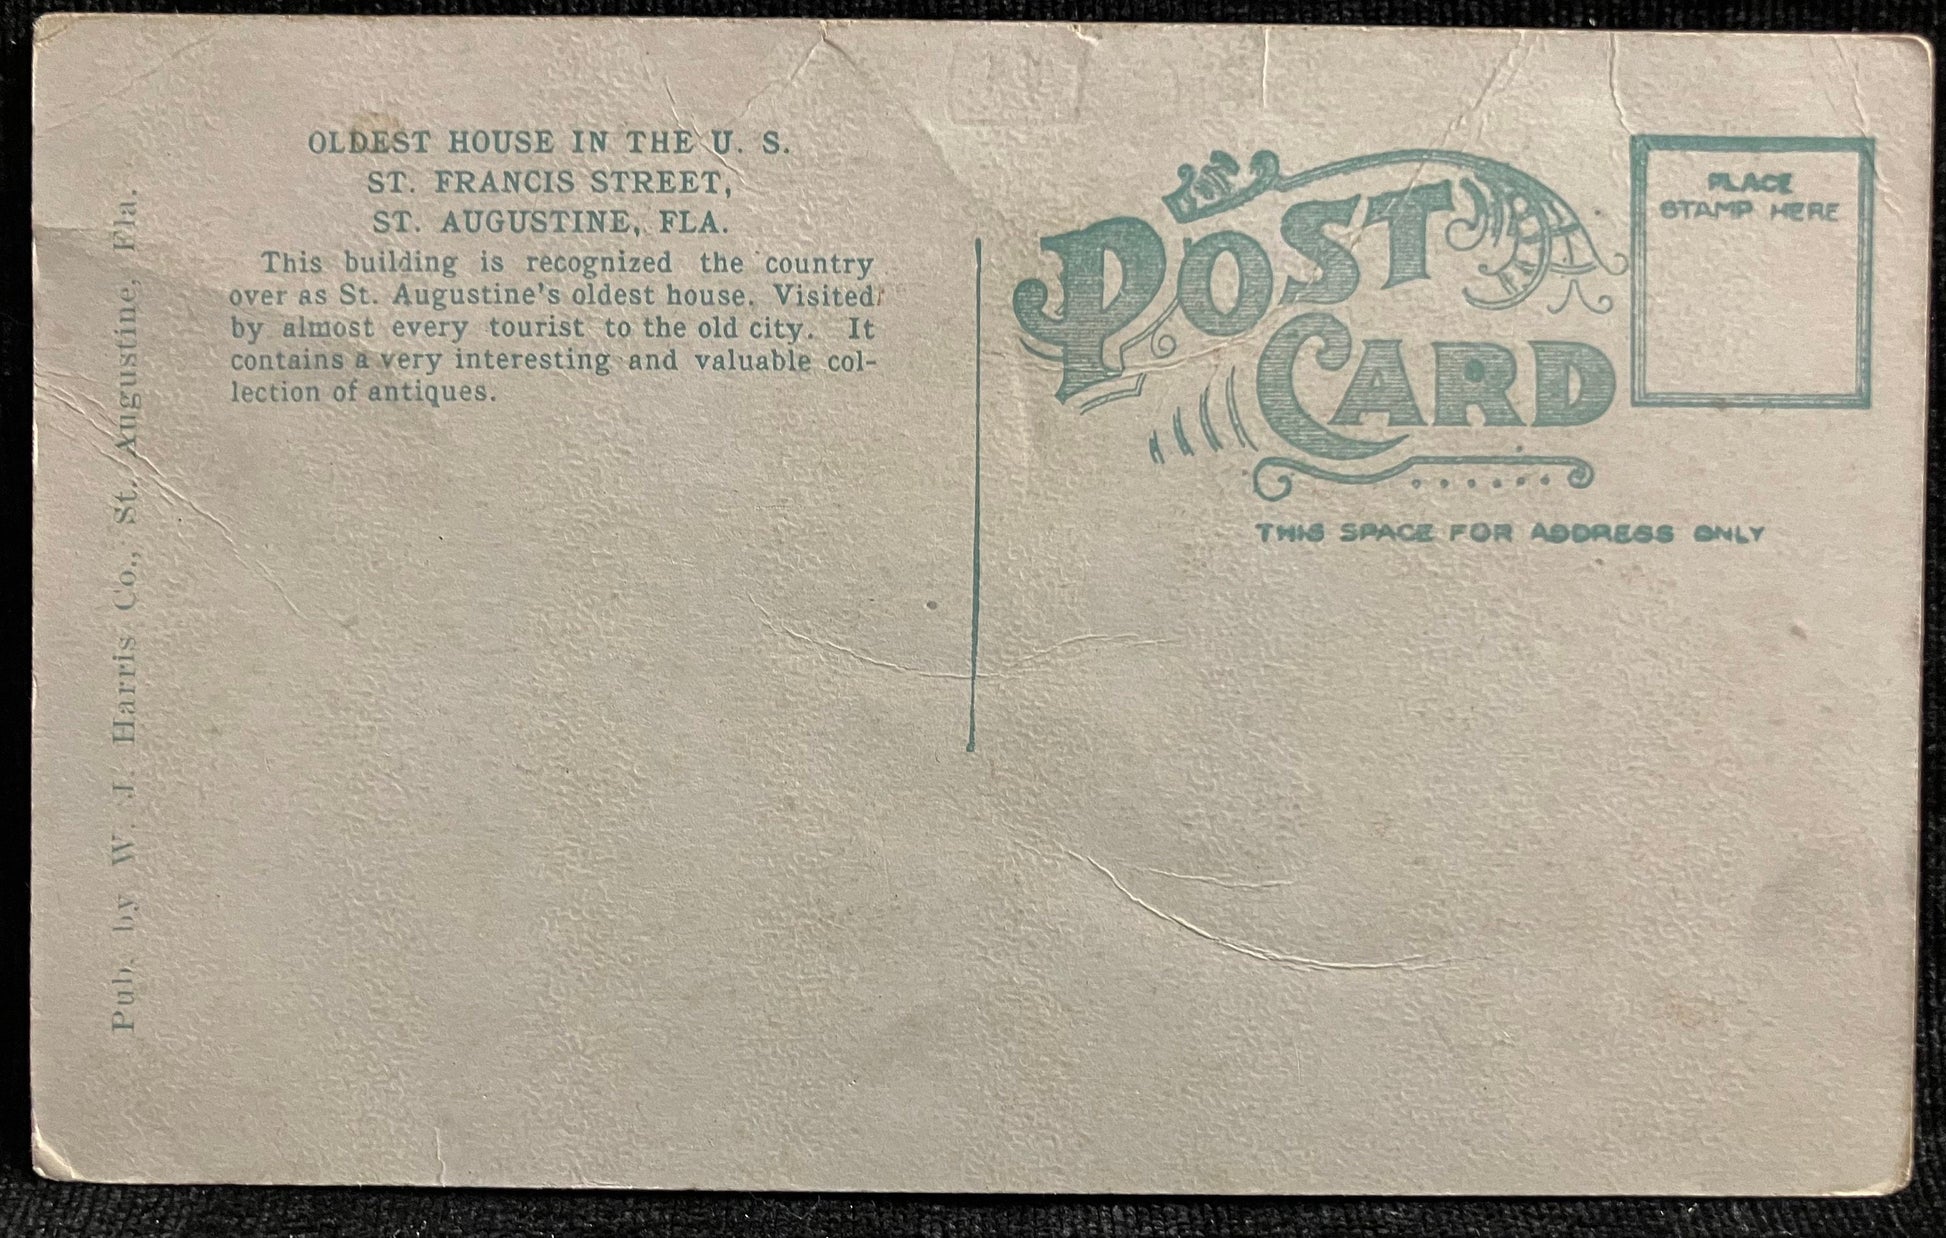 OLDEST HOUSE IN THE U. S.
ST. FRANCIS STREET,
ST. AUGUSTINE, FLA.
This building is recognized the country
over as St. Augustine's oldest house. Visited
by almost every tourist to the old city. It
contains a very interesting and valuable col-
lection of antiques.
Pub. by W. J. Harris Co., St. Augustine, Fla.
POST
CARD
PLACE
STAMP HERE
THIS SPACE FOR ADDRESS ONLY